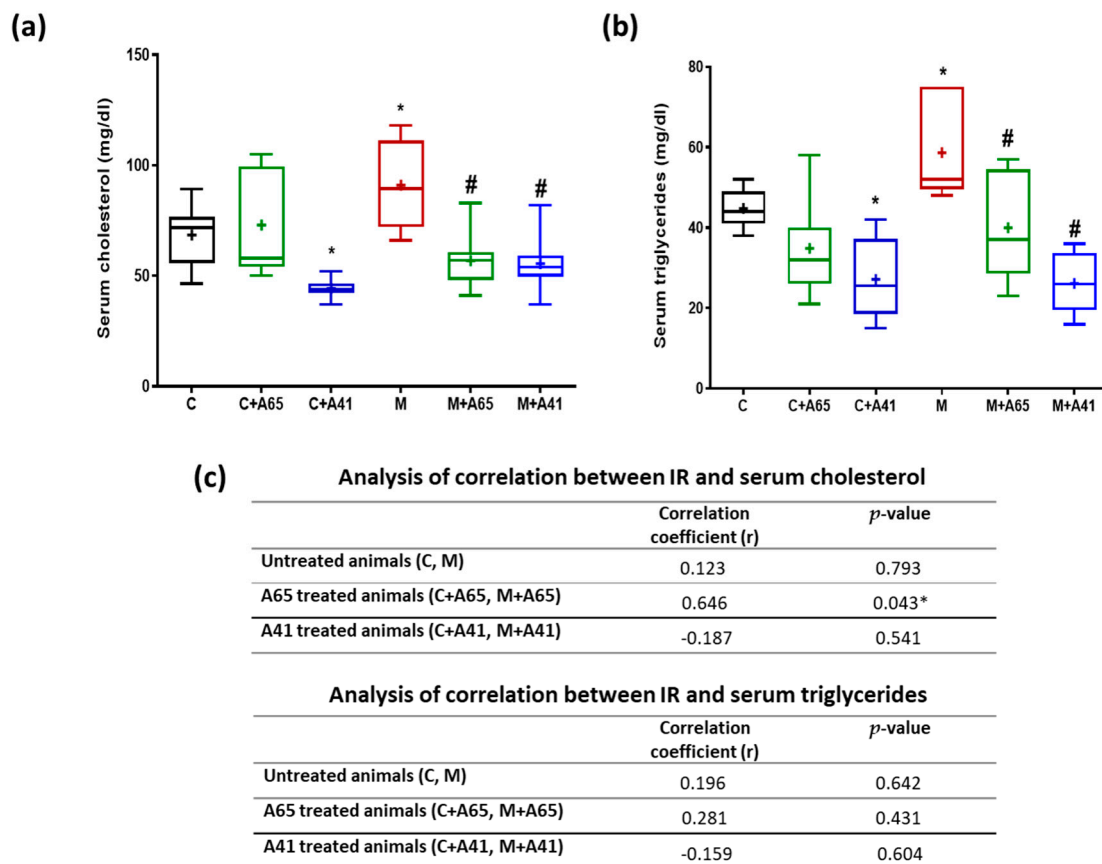 (a)
150
100
50
0
Serum cholesterol (mg/dl)
*
*
#
#
C
C+A65
C+A41
M
M+A65
M+A41
(b)
80
60
40
20
0
Serum triglycerides (mg/dl)
*
*
#
#
C
C+A65
C+A41
M
M+A65
M+A41
(c)
Analysis of correlation between IR and serum cholesterol
Correlation coefficient (r) p-value
Untreated animals (C, M) 0.123 0.793
A65 treated animals (C+A65, M+A65) 0.646 0.043*
A41 treated animals (C+A41, M+A41) -0.187 0.541
Analysis of correlation between IR and serum triglycerides
Correlation coefficient (r) p-value
Untreated animals (C, M) 0.196 0.642
A65 treated animals (C+A65, M+A65) 0.281 0.431
A41 treated animals (C+A41, M+A41) -0.159 0.604